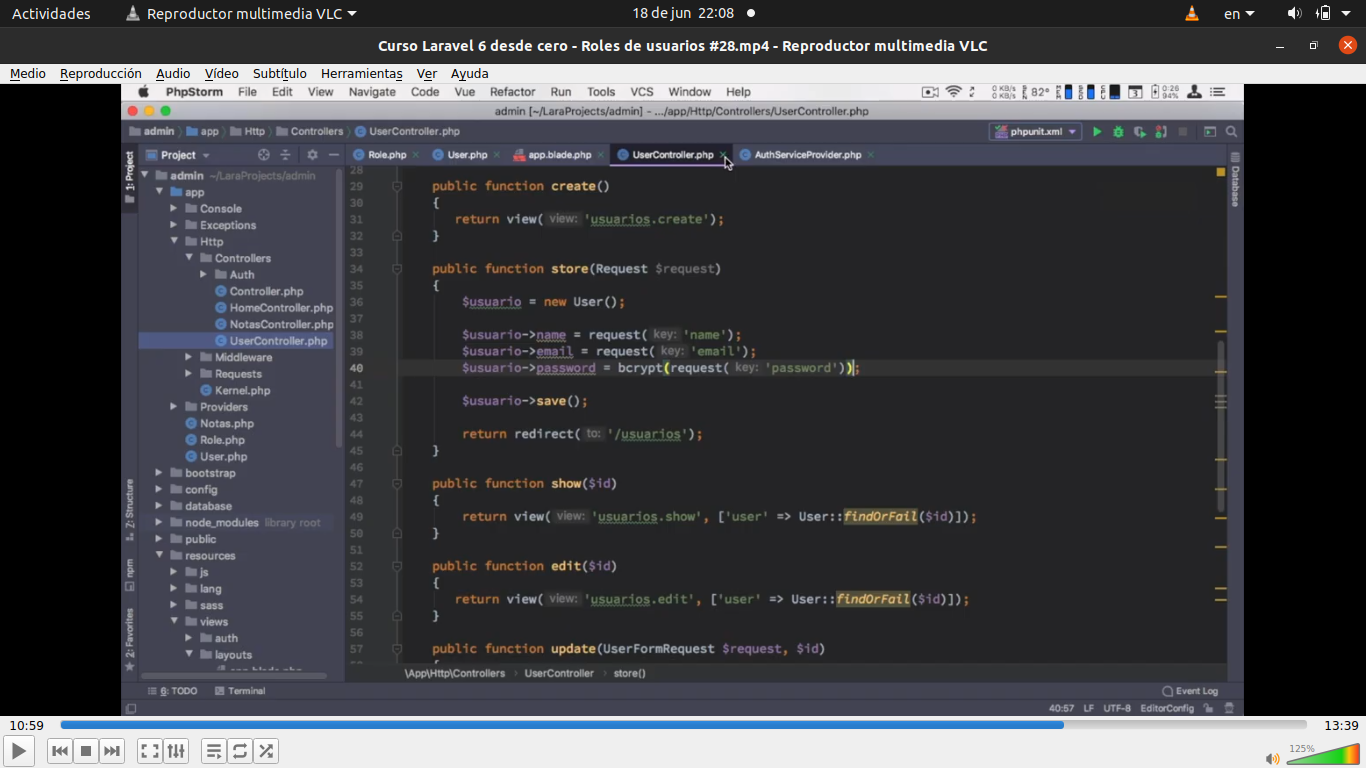 Actividades Reproductor multimedia VLC 18 de jun 22:08 en
Curso Laravel 6 desde cero - Roles de usuarios #28.mp4 - Reproductor multimedia VLC
Medio Reproducción Audio Vídeo Subtítulo Herramientas Ver Ayuda
PhpStorm File Edit View Navigate Code Vue Refactor Run Tools VCS Window Help 0 KB/s 0 KB/s 82° 3 0:26 94%
admin [~/LaraProjects/admin] - .../app/Http/Controllers/UserController.php
admin app Http Controllers UserController.php phpunit.xml
1: Project
Project
Role.php User.php app.blade.php UserController.php AuthServiceProvider.php
Database
admin ~/LaraProjects/admin
app
Console
Exceptions
Http
Controllers
Auth
Controller.php
HomeController.php
NotasController.php
UserController.php
Middleware
Requests
Kernel.php
Providers
Notas.php
Role.php
User.php
bootstrap
config
database
node_modules library root
public
resources
js
lang
sass
views
auth
layouts
app.blade.php
Z: Structure
npm
2: Favorites
28
29 public function create()
30 {
31 return view( view: 'usuarios.create');
32 }
33
34 public function store(Request $request)
35 {
36 $usuario = new User();
37
38 $usuario->name = request( key: 'name');
39 $usuario->email = request( key: 'email');
40 $usuario->password = bcrypt(request( key: 'password'));
41
42 $usuario->save();
43
44 return redirect( to: '/usuarios');
45 }
46
47 public function show($id)
48 {
49 return view( view: 'usuarios.show', ['user' => User::findOrFail($id)]);
50 }
51
52 public function edit($id)
53 {
54 return view( view: 'usuarios.edit', ['user' => User::findOrFail($id)]);
55 }
56
57 public function update(UserFormRequest $request, $id)
\App\Http\Controllers UserController store()
6: TODO Terminal Event Log
40:57 LF UTF-8 EditorConfig
10:59 13:39
125%